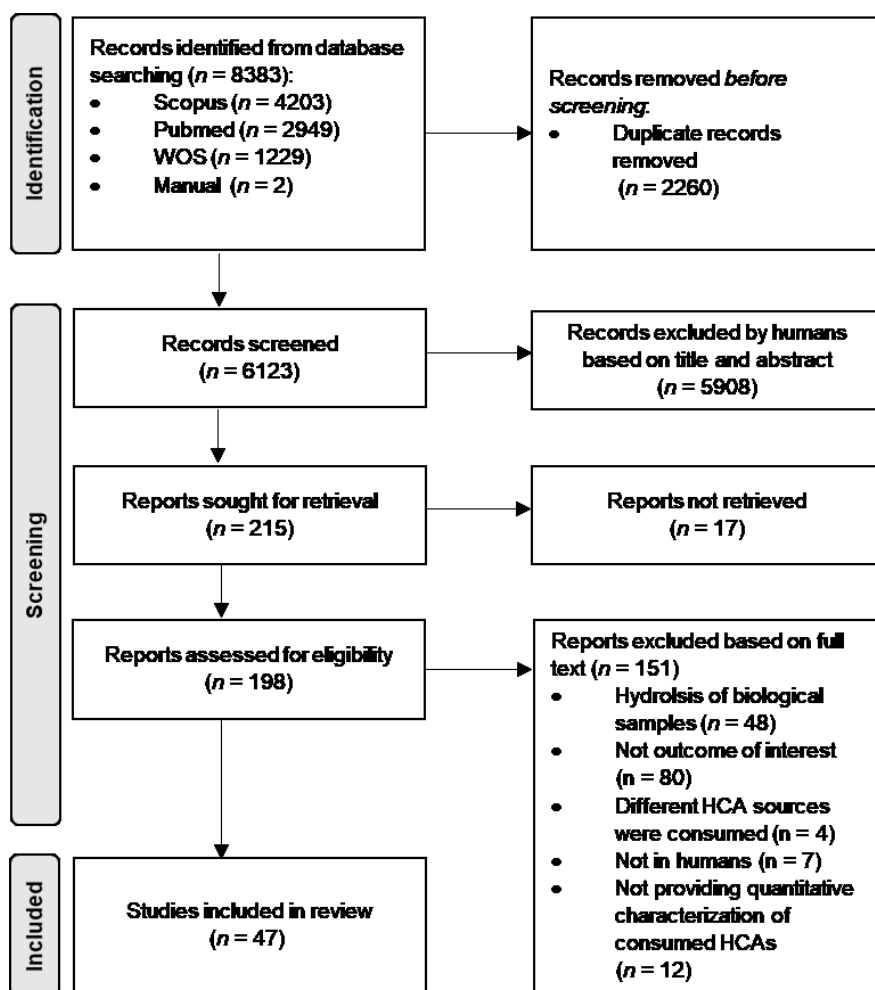 Identification
Records identified from database
searching (n = 8383):
• Scopus (n = 4203)
• Pubmed (n = 2949)
• WOS (n = 1229)
• Manual (n = 2)
Records removed before
screening:
• Duplicate records
removed
(n = 2260)
Screening
Records screened
(n = 6123)
Records excluded by humans
based on title and abstract
(n = 5908)
Reports sought for retrieval
(n = 215)
Reports not retrieved
(n = 17)
Reports assessed for eligibility
(n = 198)
Reports excluded based on full
text (n = 151)
• Hydrolsis of biological
samples (n = 48)
• Not outcome of interest
(n = 80)
• Different HCA sources
were consumed (n = 4)
• Not in humans (n = 7)
• Not providing quantitative
characterization of
consumed HCAs
(n = 12)
Included
Studies included in review
(n = 47)